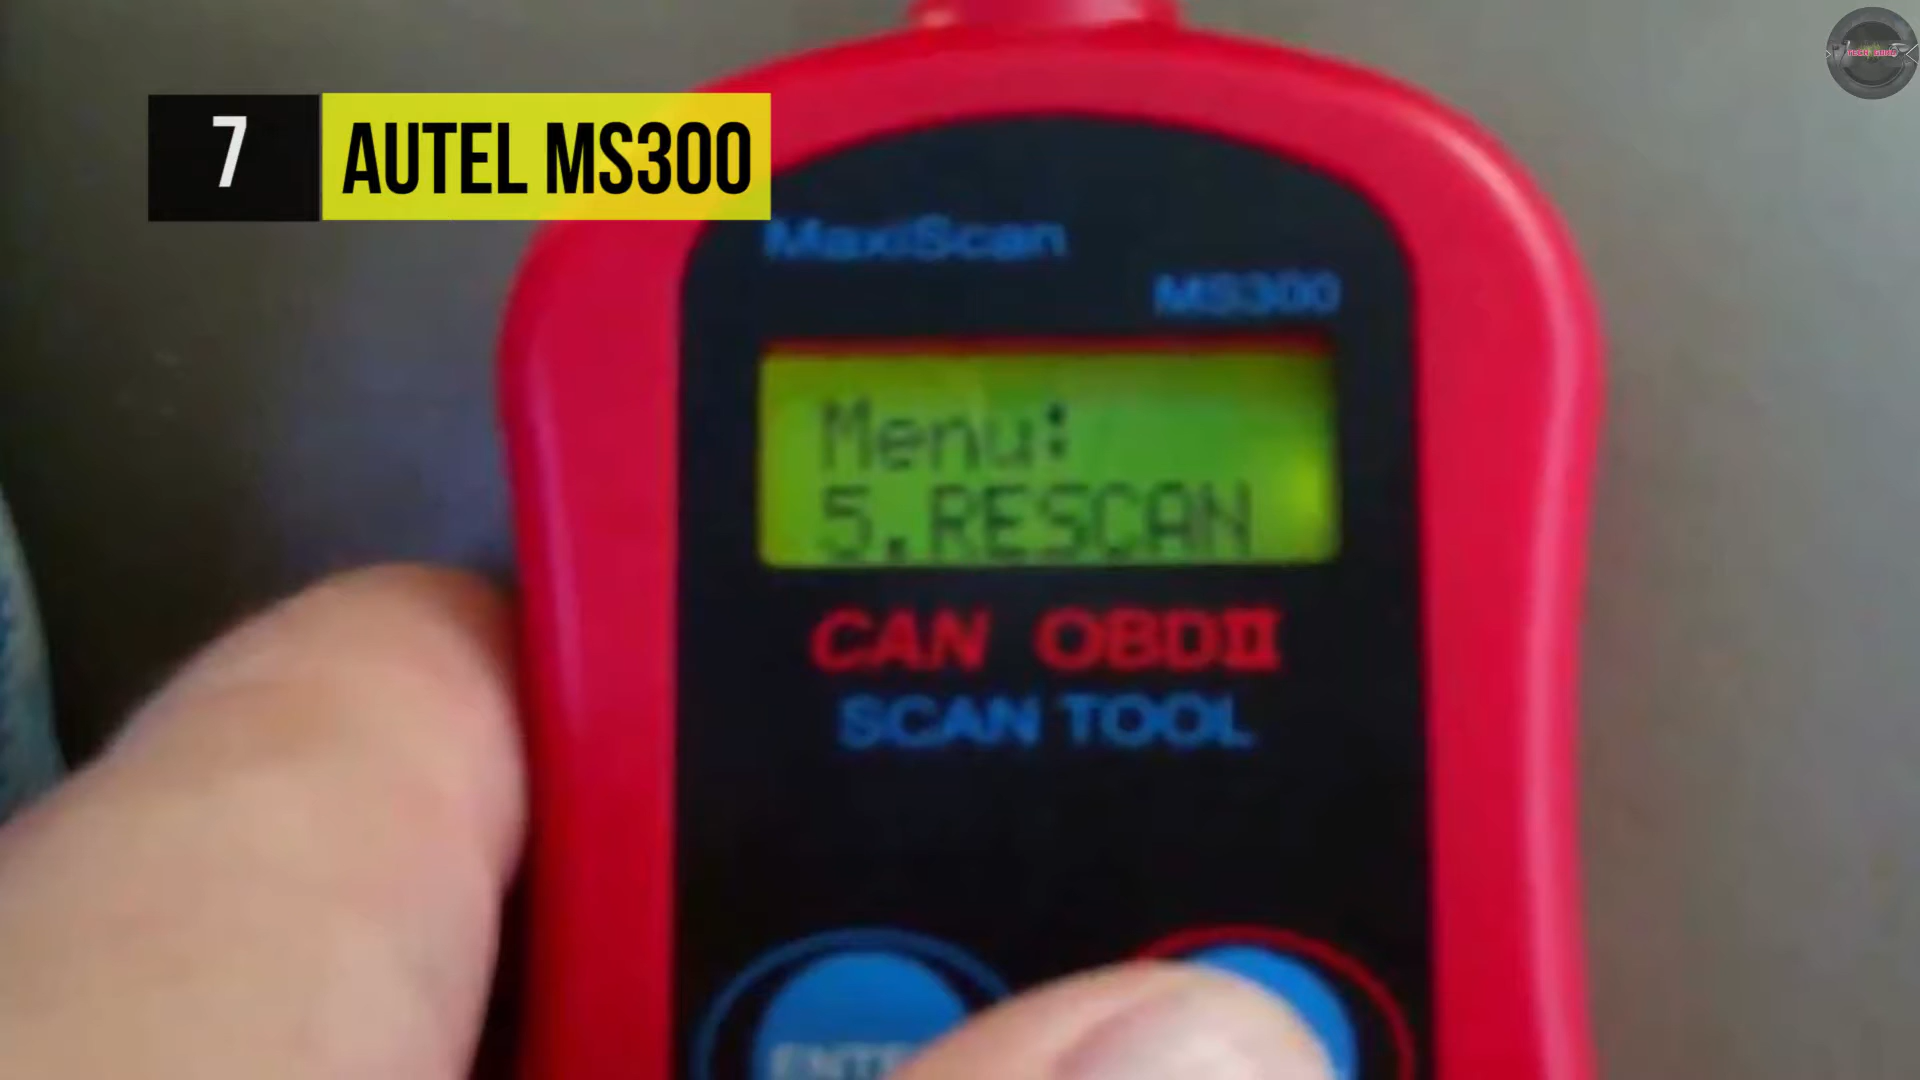 7
AUTEL MS300
MaxiScan
MS300
Menu:
5.RESCAN
CAN OBDII
SCAN TOOL